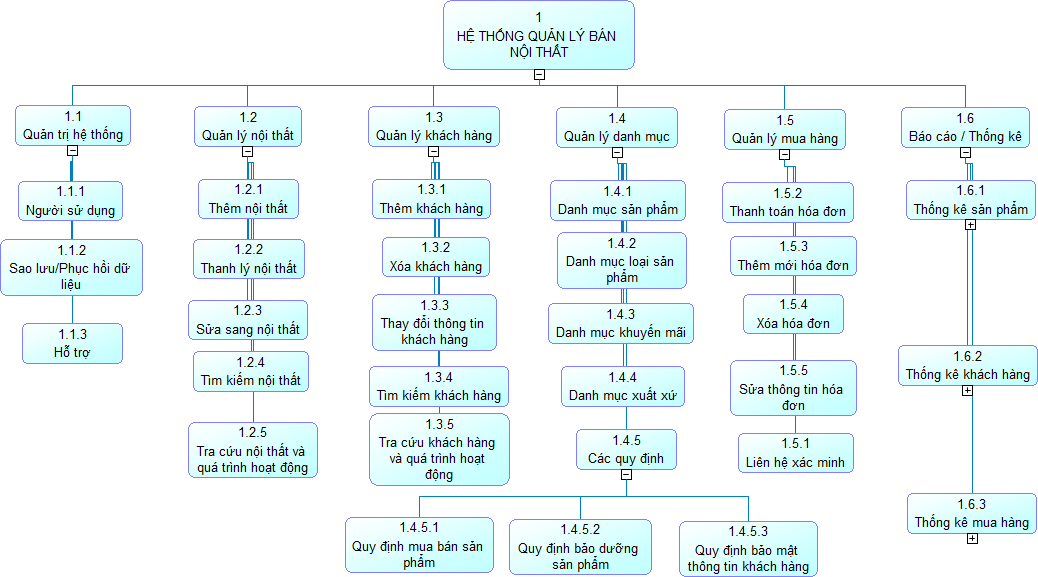 1
HỆ THỐNG QUẢN LÝ BÁN
NỘI THẤT
1.1
Quản trị hệ thống
1.1.1
Người sử dụng
1.1.2
Sao lưu/Phục hồi dữ
liệu
1.1.3
Hỗ trợ
1.2
Quản lý nội thất
1.2.1
Thêm nội thất
1.2.2
Thanh lý nội thất
1.2.3
Sửa sang nội thất
1.2.4
Tìm kiếm nội thất
1.2.5
Tra cứu nội thất và
quá trình hoạt động
1.3
Quản lý khách hàng
1.3.1
Thêm khách hàng
1.3.2
Xóa khách hàng
1.3.3
Thay đổi thông tin
khách hàng
1.3.4
Tìm kiếm khách hàng
1.3.5
Tra cứu khách hàng
và quá trình hoạt
động
1.4
Quản lý danh mục
1.4.1
Danh mục sản phẩm
1.4.2
Danh mục loại sản
phẩm
1.4.3
Danh mục khuyến mãi
1.4.4
Danh mục xuất xứ
1.4.5
Các quy định
1.4.5.1
Quy định mua bán sản
phẩm
1.4.5.2
Quy định bảo dưỡng
sản phẩm
1.4.5.3
Quy định bảo mật
thông tin khách hàng
1.5
Quản lý mua hàng
1.5.2
Thanh toán hóa đơn
1.5.3
Thêm mới hóa đơn
1.5.4
Xóa hóa đơn
1.5.5
Sửa thông tin hóa
đơn
1.5.1
Liên hệ xác minh
1.6
Báo cáo / Thống kê
1.6.1
Thống kê sản phẩm
1.6.2
Thống kê khách hàng
1.6.3
Thống kê mua hàng